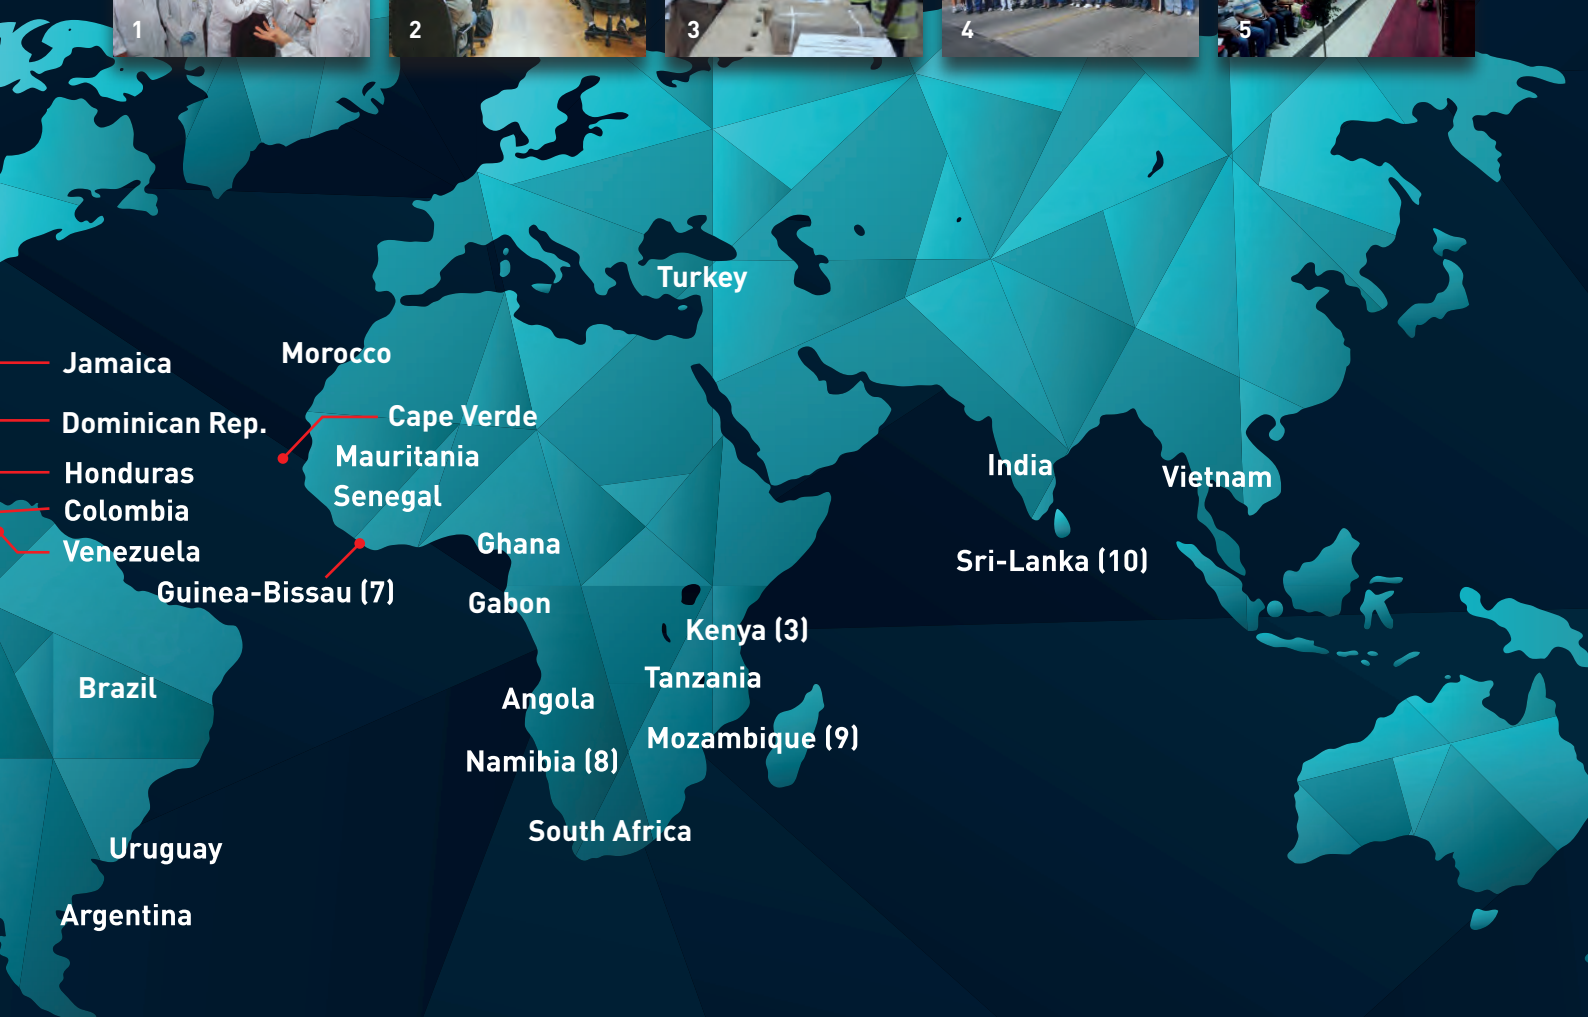 1
2
3
4
5
Turkey
Morocco
Jamaica
Cape Verde
Dominican Rep.
Mauritania
India
Honduras
Vietnam
Senegal
Colombia
Ghana
Venezuela
Sri-Lanka (10)
Guinea-Bissau (7)
Gabon
Kenya (3)
Tanzania
Brazil
Angola
Mozambique (9)
Namibia (8)
South Africa
Uruguay
Argentina